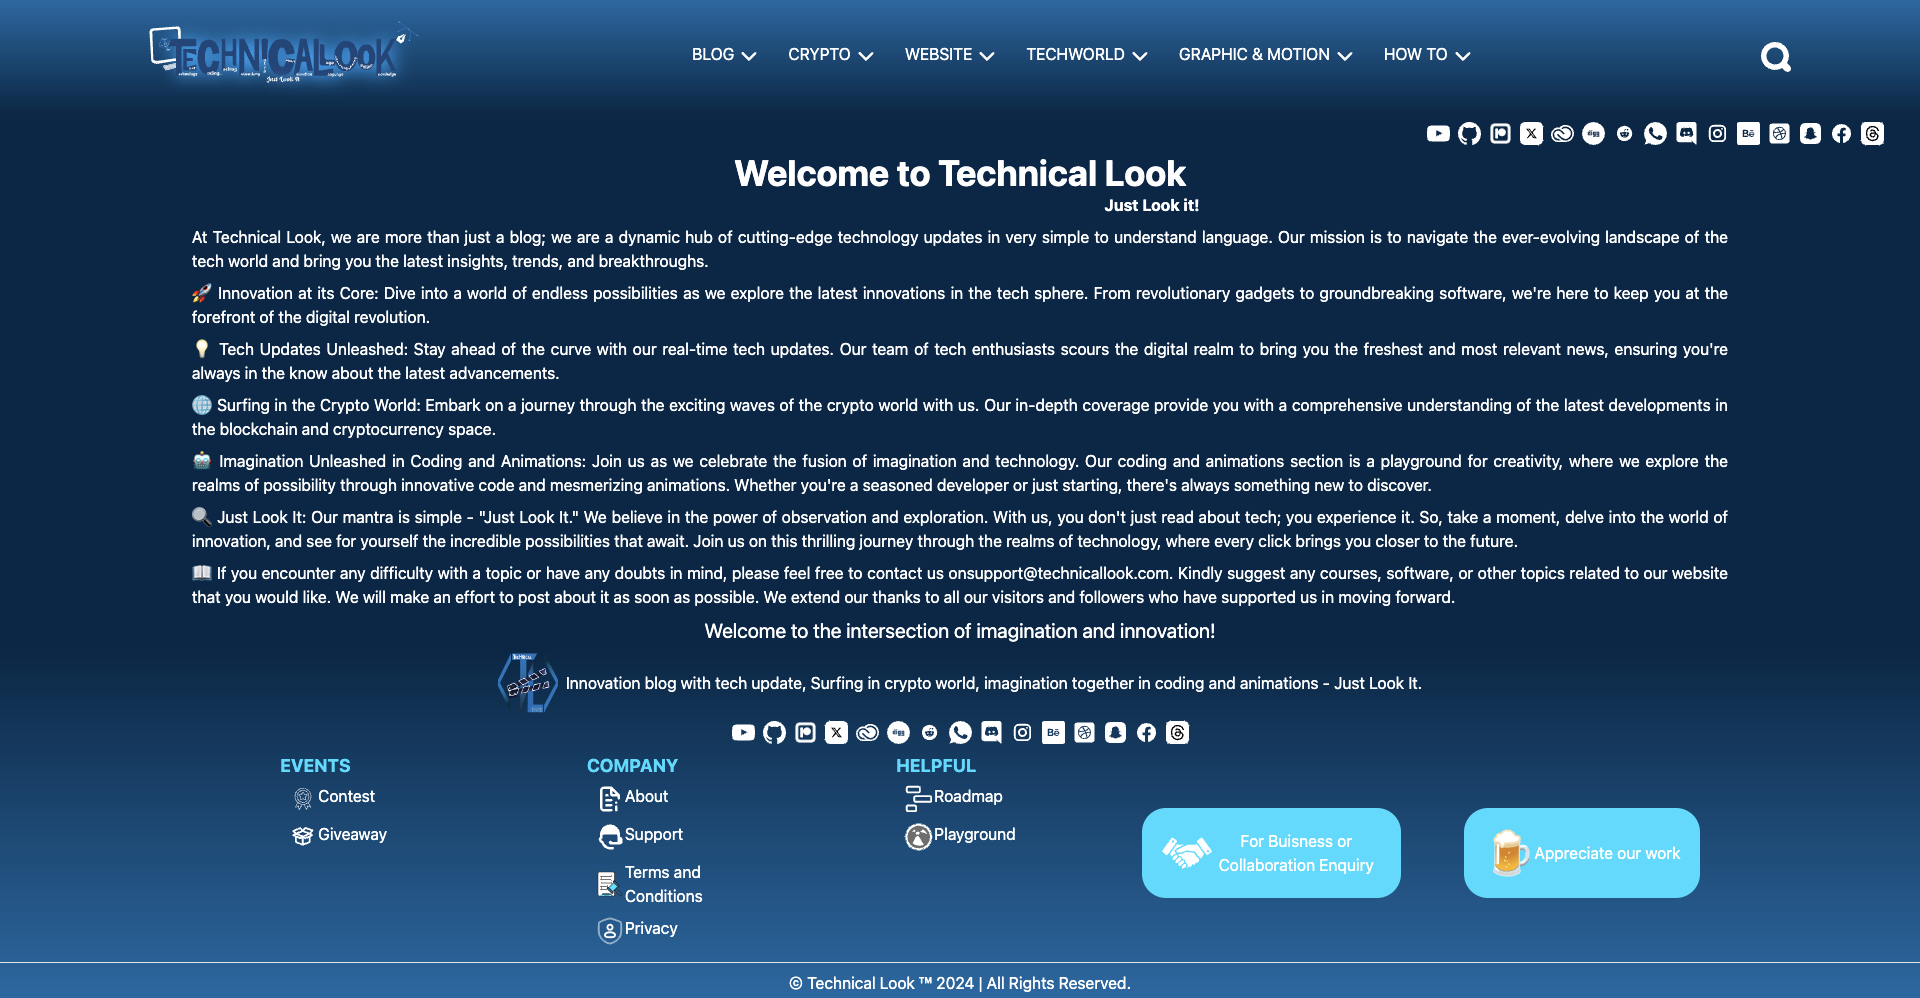 TECHNICALLOOK
Just Look It
BLOG
CRYPTO
WEBSITE
TECHWORLD
GRAPHIC & MOTION
HOW TO
Welcome to Technical Look
Just Look it!
At Technical Look, we are more than just a blog; we are a dynamic hub of cutting-edge technology updates in very simple to understand language. Our mission is to navigate the ever-evolving landscape of the
tech world and bring you the latest insights, trends, and breakthroughs.
🚀 Innovation at its Core: Dive into a world of endless possibilities as we explore the latest innovations in the tech sphere. From revolutionary gadgets to groundbreaking software, we're here to keep you at the
forefront of the digital revolution.
💡 Tech Updates Unleashed: Stay ahead of the curve with our real-time tech updates. Our team of tech enthusiasts scours the digital realm to bring you the freshest and most relevant news, ensuring you're
always in the know about the latest advancements.
🌐 Surfing in the Crypto World: Embark on a journey through the exciting waves of the crypto world with us. Our in-depth coverage provide you with a comprehensive understanding of the latest developments in
the blockchain and cryptocurrency space.
🤖 Imagination Unleashed in Coding and Animations: Join us as we celebrate the fusion of imagination and technology. Our coding and animations section is a playground for creativity, where we explore the
realms of possibility through innovative code and mesmerizing animations. Whether you're a seasoned developer or just starting, there's always something new to discover.
🔍 Just Look It: Our mantra is simple - "Just Look It." We believe in the power of observation and exploration. With us, you don't just read about tech; you experience it. So, take a moment, delve into the world of
innovation, and see for yourself the incredible possibilities that await. Join us on this thrilling journey through the realms of technology, where every click brings you closer to the future.
📖 If you encounter any difficulty with a topic or have any doubts in mind, please feel free to contact us onsupport@technicallook.com. Kindly suggest any courses, software, or other topics related to our website
that you would like. We will make an effort to post about it as soon as possible. We extend our thanks to all our visitors and followers who have supported us in moving forward.
Welcome to the intersection of imagination and innovation!
Innovation blog with tech update, Surfing in crypto world, imagination together in coding and animations - Just Look It.
EVENTS
Contest
Giveaway
COMPANY
About
Support
Terms and
Conditions
Privacy
HELPFUL
Roadmap
Playground
For Buisness or
Collaboration Enquiry
Appreciate our work
© Technical Look ™ 2024 | All Rights Reserved.